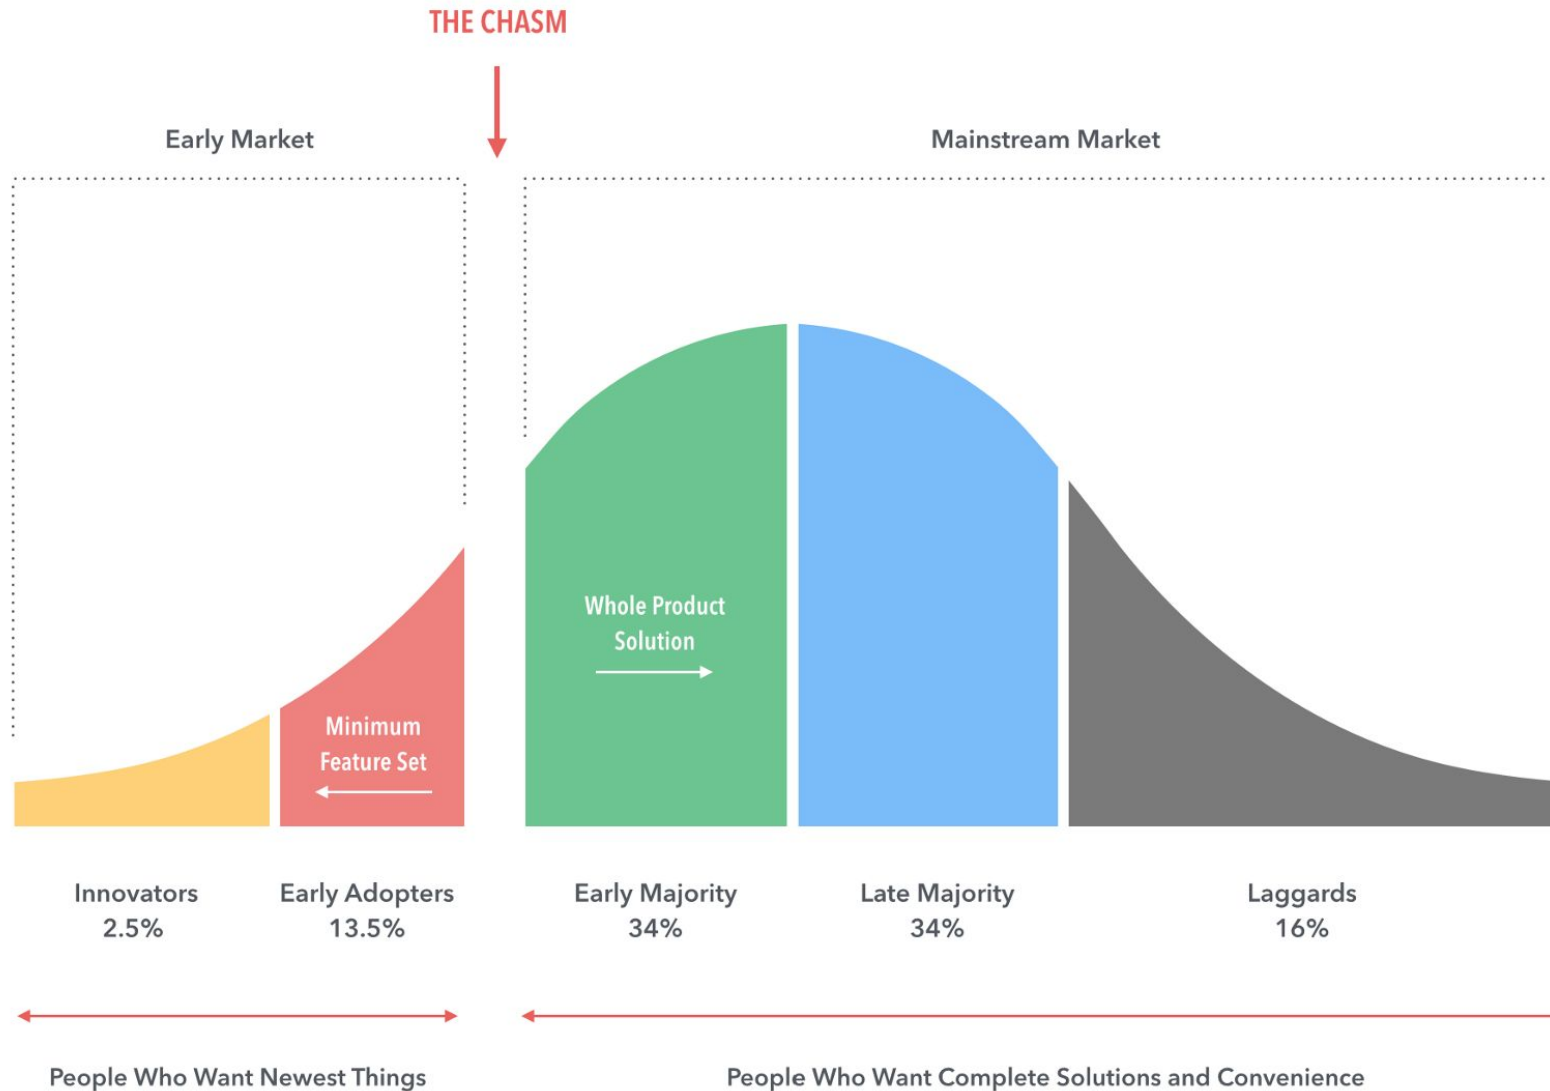 THE CHASM
Early Market
Mainstream Market
Whole Product
Solution
Minimum
Feature Set
Innovators
2.5%
Early Adopters
13.5%
Early Majority
34%
Late Majority
34%
Laggards
16%
People Who Want Newest Things
People Who Want Complete Solutions and Convenience